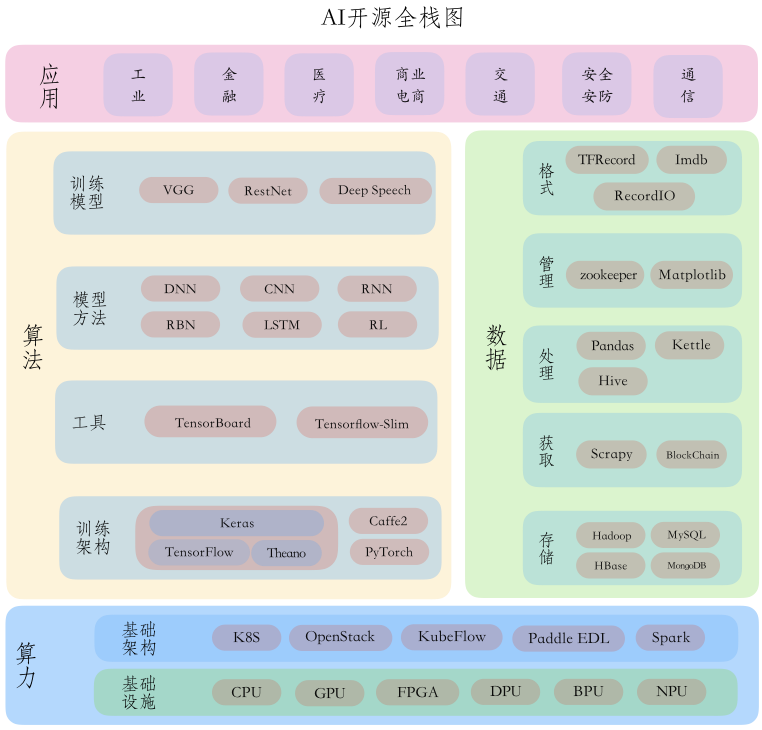 AI开源全栈图
应用
工业
金融
医疗
商业电商
交通
安全安防
通信
算法
训练模型
VGG
RestNet
Deep Speech
模型方法
DNN
CNN
RNN
RBN
LSTM
RL
工具
TensorBoard
Tensorflow-Slim
训练架构
Keras
TensorFlow
Theano
Caffe2
PyTorch
数据
格式
TFRecord
Imdb
RecordIO
管理
zookeeper
Matplotlib
处理
Pandas
Kettle
Hive
获取
Scrapy
BlockChain
存储
Hadoop
MySQL
HBase
MongoDB
算力
基础架构
K8S
OpenStack
KubeFlow
Paddle EDL
Spark
基础设施
CPU
GPU
FPGA
DPU
BPU
NPU